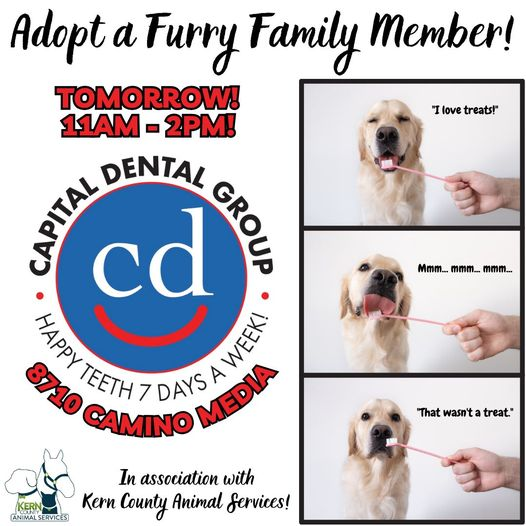 Adopt a Furry Family Member!
TOMORROW!
11AM - 2PM!
CAPITAL DENTAL GROUP
cd
• HAPPY TEETH 7 DAYS A WEEK! •
8710 CAMINO MEDIA
"I love treats!"
Mmm... mmm... mmm...
"That wasn't a treat."
In association with
Kern County Animal Services!
KERN
COUNTY
ANIMAL SERVICES